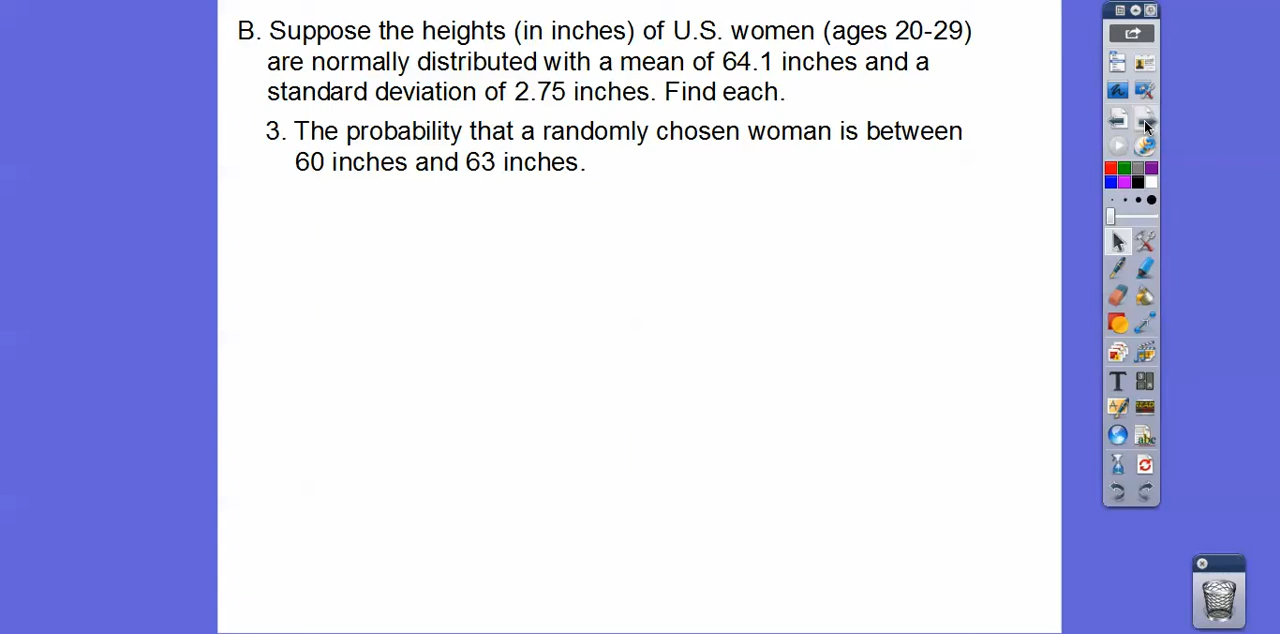 B. Suppose the heights (in inches) of U.S. women (ages 20-29)
are normally distributed with a mean of 64.1 inches and a
standard deviation of 2.75 inches. Find each.
3. The probability that a randomly chosen woman is between
60 inches and 63 inches.